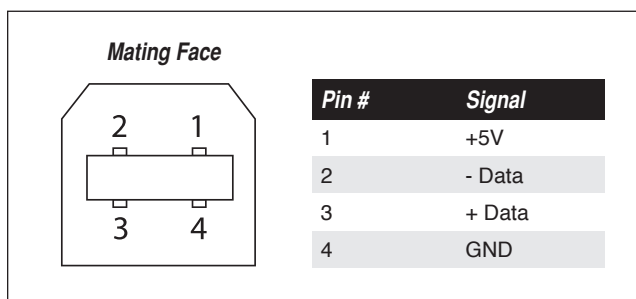 Mating Face
2 1
3 4
Pin # Signal
1 +5V
2 - Data
3 + Data
4 GND